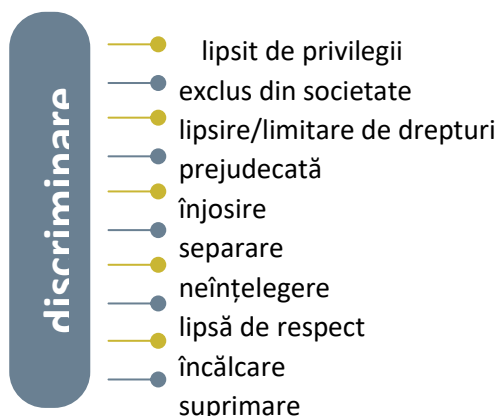 discriminare
lipsit de privilegii
exclus din societate
lipsire/limitare de drepturi
prejudecată
înjosire
separare
neînțelegere
lipsă de respect
încălcare
suprimare